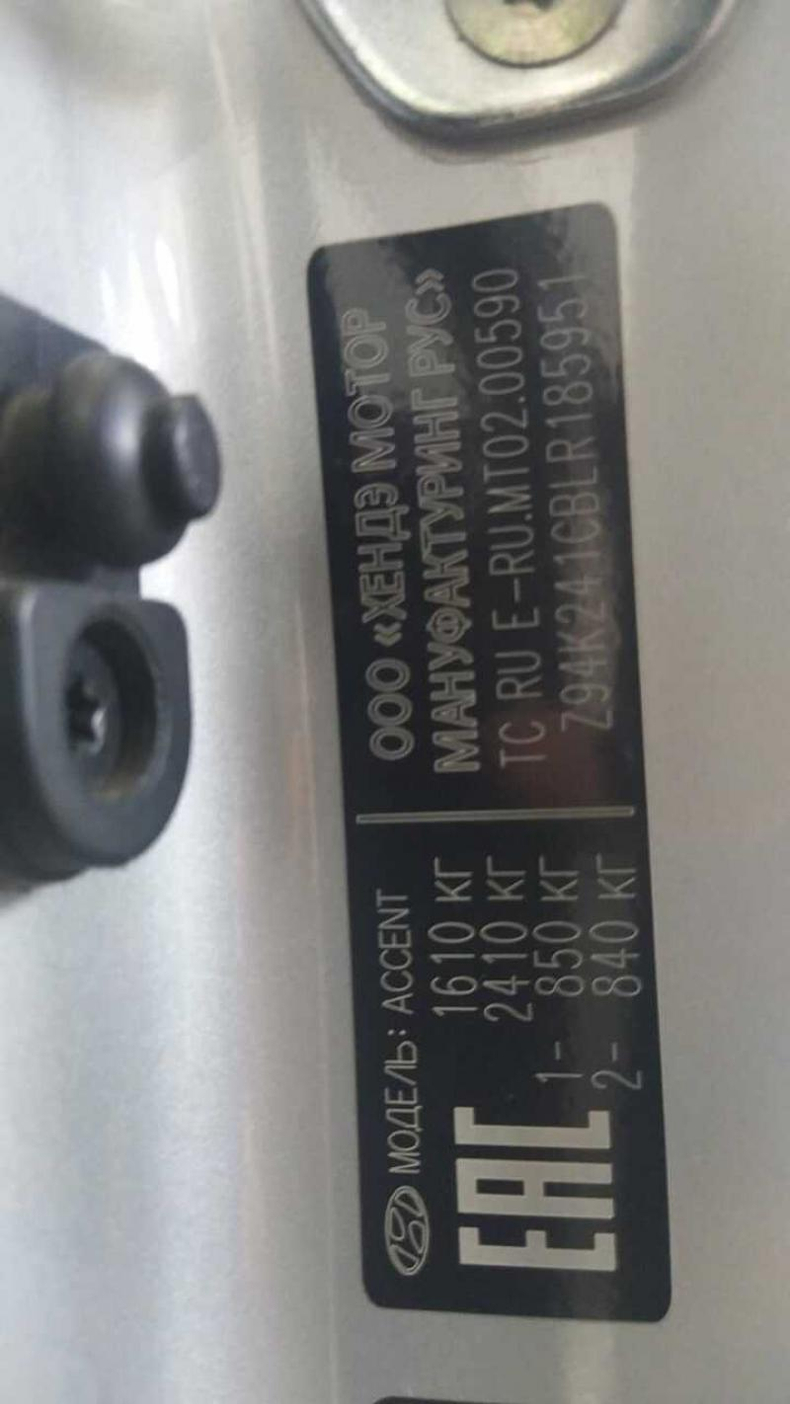 ООО «ХЕНДЭ МОТОР
МАНУФАКТУРИНГ РУС»
ТС RU E-RU.MT02.00590
Z94K241CBLR185951
МОДЕЛЬ: ACCENT
1610 КГ
2410 КГ
1- 850 КГ
2- 840 КГ
EAC